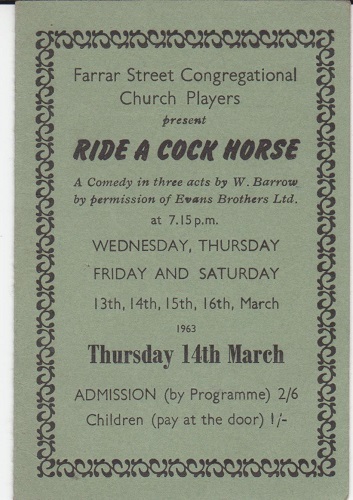 Farrar Street Congregational
Church Players
present
RIDE A COCK HORSE
A Comedy in three acts by W. Barrow
by permission of Evans Brothers Ltd.
at 7.15 p.m.
WEDNESDAY, THURSDAY
FRIDAY AND SATURDAY
13th, 14th, 15th, 16th, March
1963
Thursday 14th March
ADMISSION (by Programme) 2/6
Children (pay at the door) 1/-